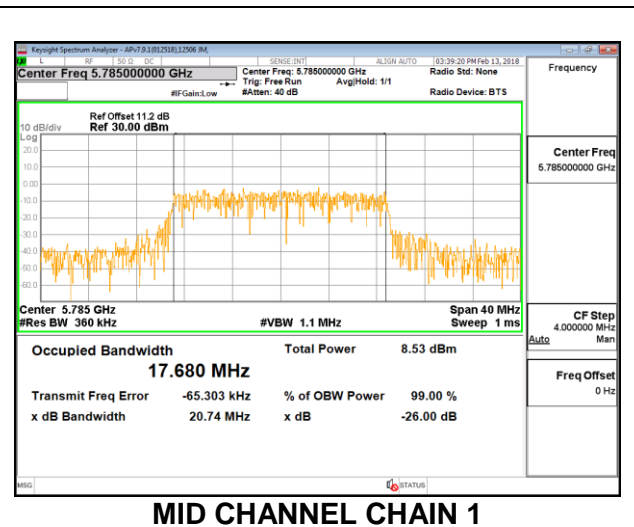 Keysight Spectrum Analyzer - APv7.9.1(012518),12506 JM,
L RF 50 Ω DC SENSE:INT ALIGN AUTO 03:39:20 PM Feb 13, 2018
Center Freq 5.785000000 GHz
Center Freq: 5.785000000 GHz Radio Std: None
Trig: Free Run Avg|Hold: 1/1
#IFGain:Low #Atten: 40 dB Radio Device: BTS
Frequency
Ref Offset 11.2 dB
10 dB/div Ref 30.00 dBm
Log
20.0
10.0
0.00
-10.0
-20.0
-30.0
-40.0
-50.0
-60.0
Center 5.785 GHz Span 40 MHz
#Res BW 360 kHz #VBW 1.1 MHz Sweep 1 ms
Occupied Bandwidth Total Power 8.53 dBm
17.680 MHz
Transmit Freq Error -65.303 kHz % of OBW Power 99.00 %
x dB Bandwidth 20.74 MHz x dB -26.00 dB
Center Freq
5.785000000 GHz
CF Step
4.000000 MHz
Auto Man
Freq Offset
0 Hz
MSG STATUS
MID CHANNEL CHAIN 1